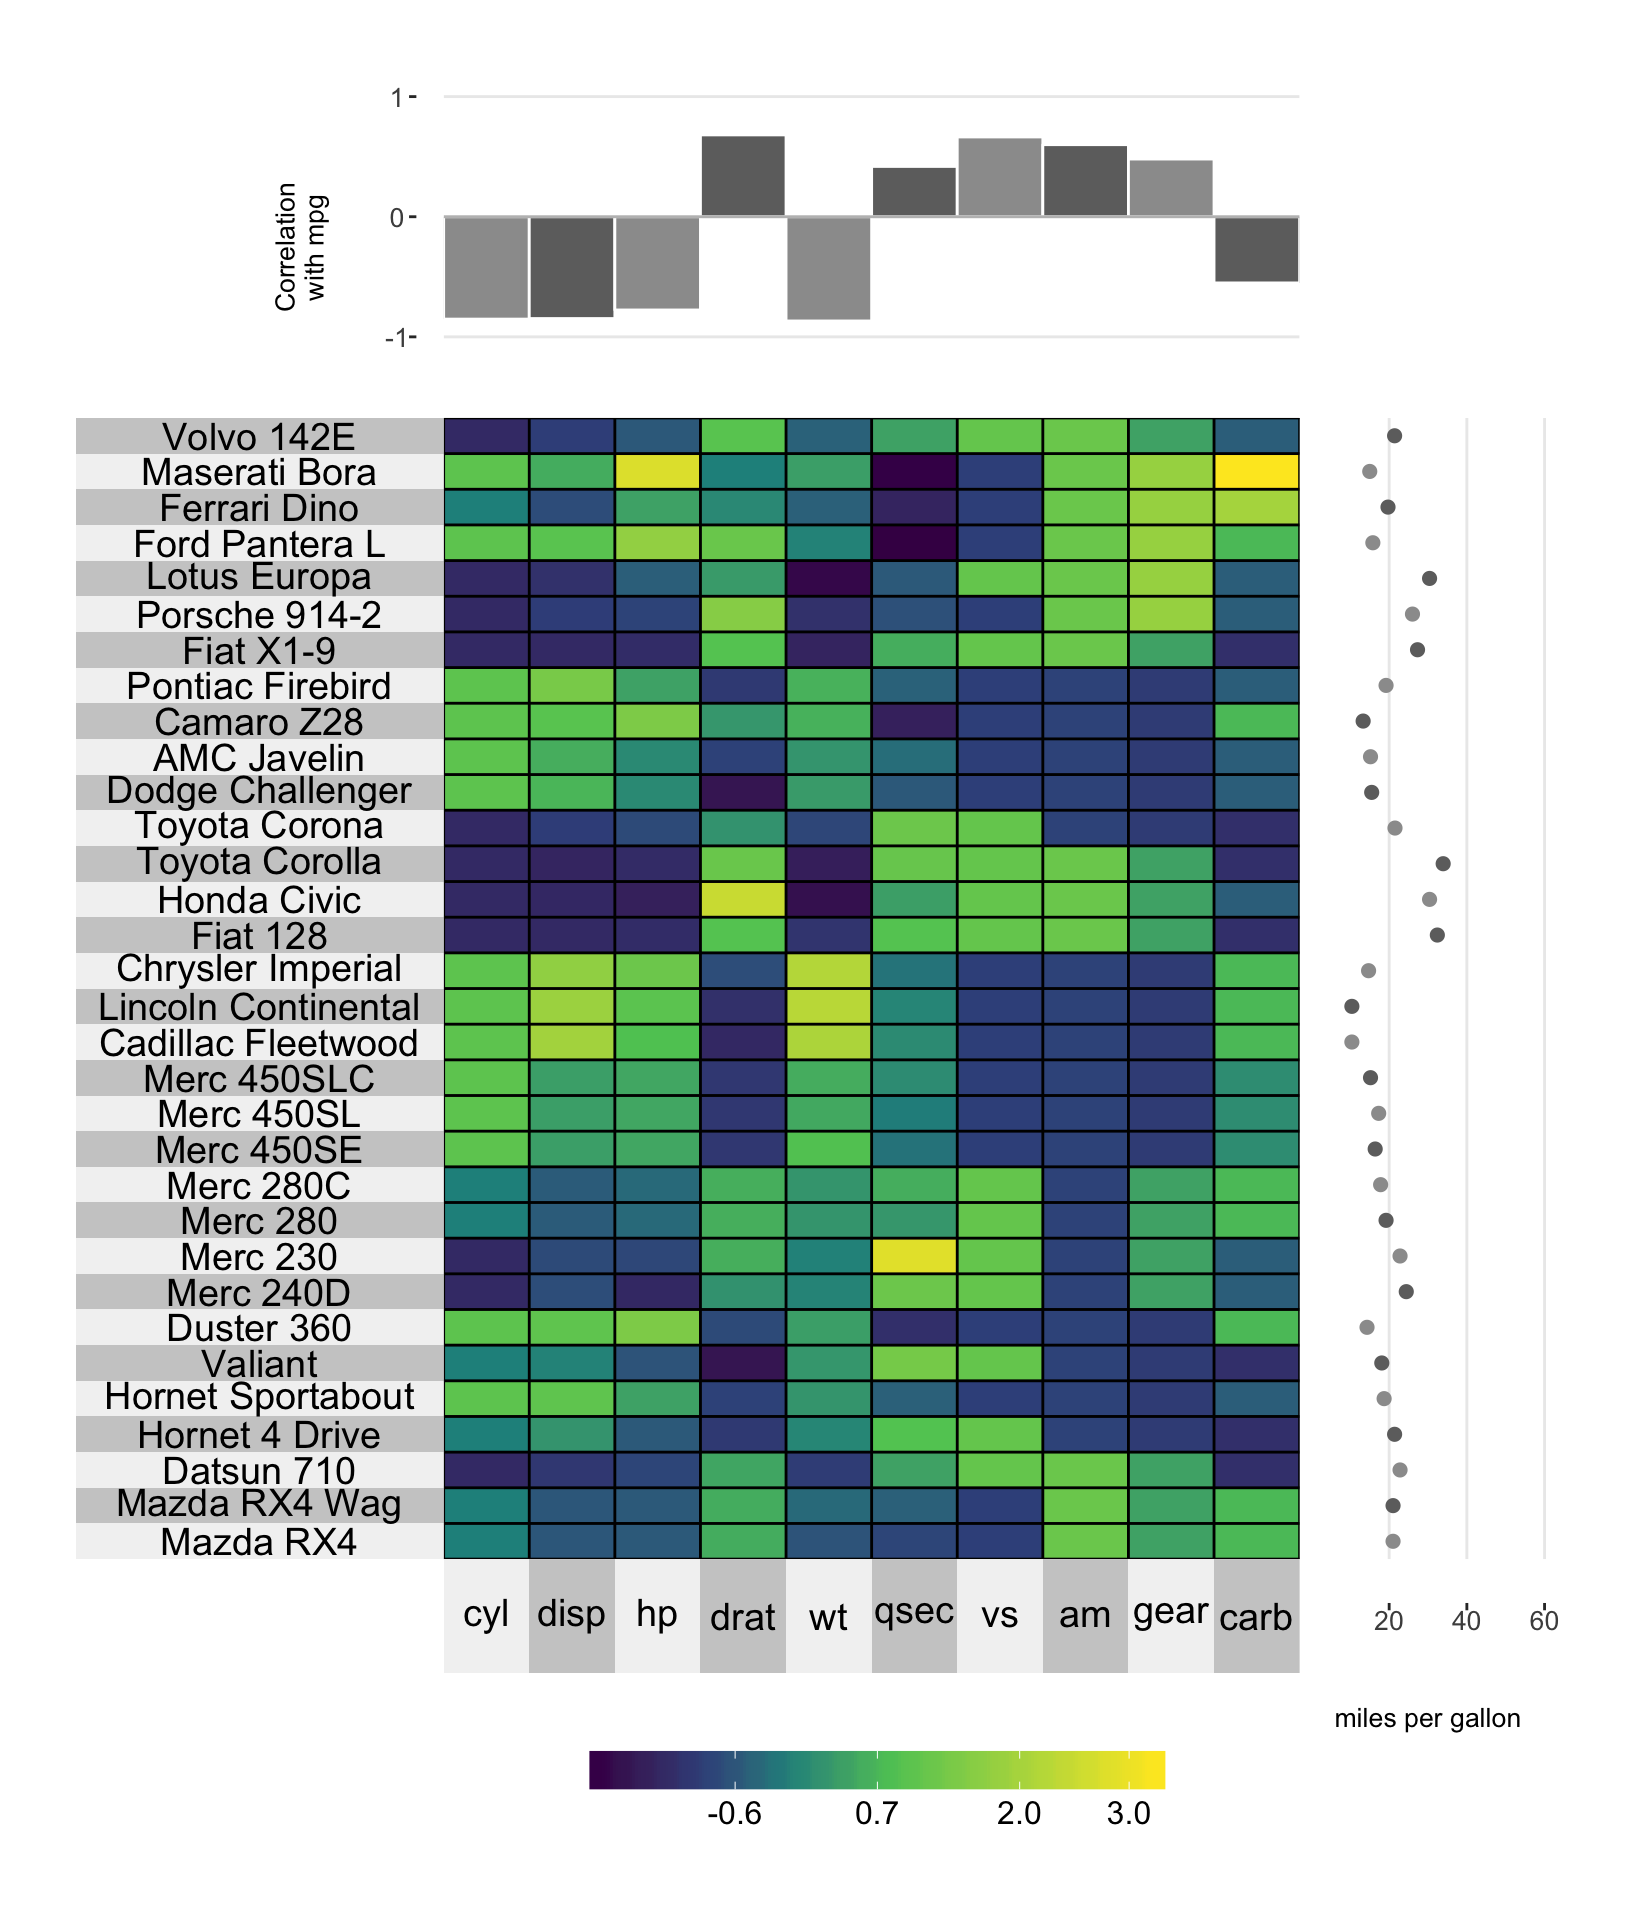 1
0
-1
Correlation
with mpg
Volvo 142E
Maserati Bora
Ferrari Dino
Ford Pantera L
Lotus Europa
Porsche 914-2
Fiat X1-9
Pontiac Firebird
Camaro Z28
AMC Javelin
Dodge Challenger
Toyota Corona
Toyota Corolla
Honda Civic
Fiat 128
Chrysler Imperial
Lincoln Continental
Cadillac Fleetwood
Merc 450SLC
Merc 450SL
Merc 450SE
Merc 280C
Merc 280
Merc 230
Merc 240D
Duster 360
Valiant
Hornet Sportabout
Hornet 4 Drive
Datsun 710
Mazda RX4 Wag
Mazda RX4
cyl disp hp drat wt qsec vs am gear carb
20 40 60
miles per gallon
-0.6 0.7 2.0 3.0